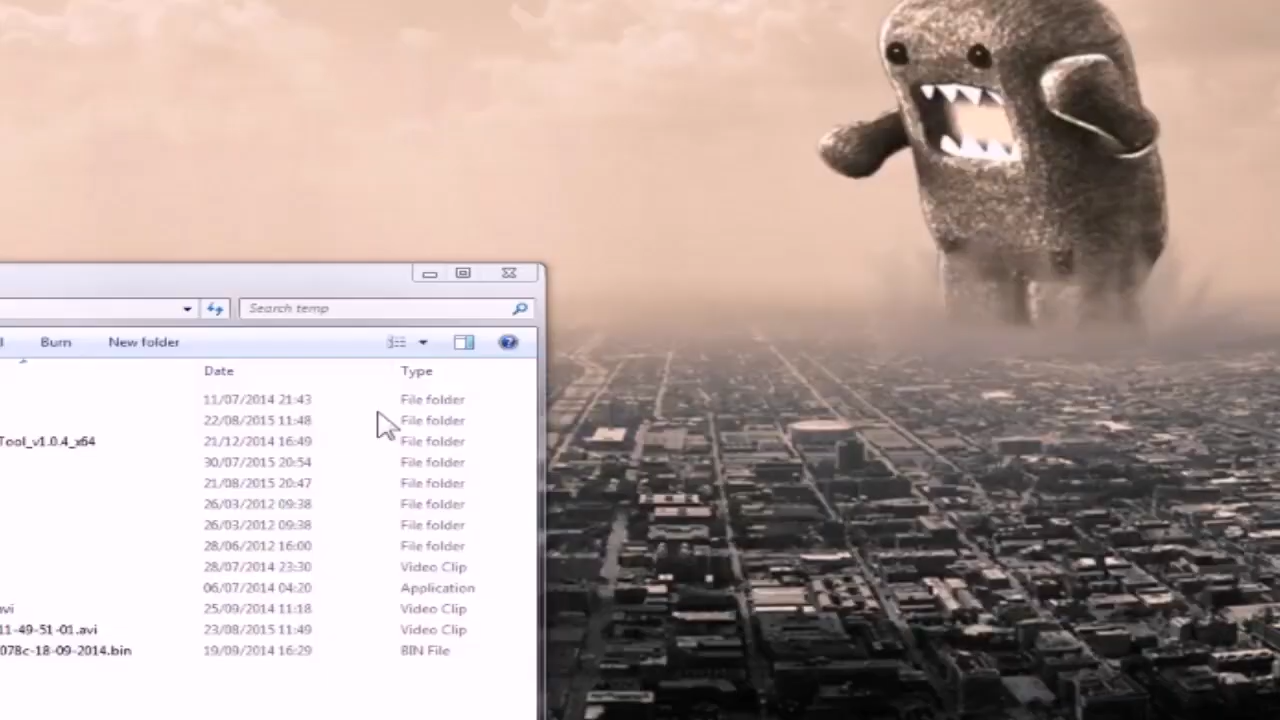 Search temp
Burn New folder
Date Type
11/07/2014 21:43 File folder
22/08/2015 11:48 File folder
Tool_v1.0.4_x64 21/12/2014 16:49 File folder
30/07/2015 20:54 File folder
21/08/2015 20:47 File folder
26/03/2012 09:38 File folder
26/03/2012 09:38 File folder
28/06/2012 16:00 File folder
28/07/2014 23:30 Video Clip
06/07/2014 04:20 Application
avi 25/09/2014 11:18 Video Clip
11-49-51-01.avi 23/08/2015 11:49 Video Clip
078c-18-09-2014.bin 19/09/2014 16:29 BIN File